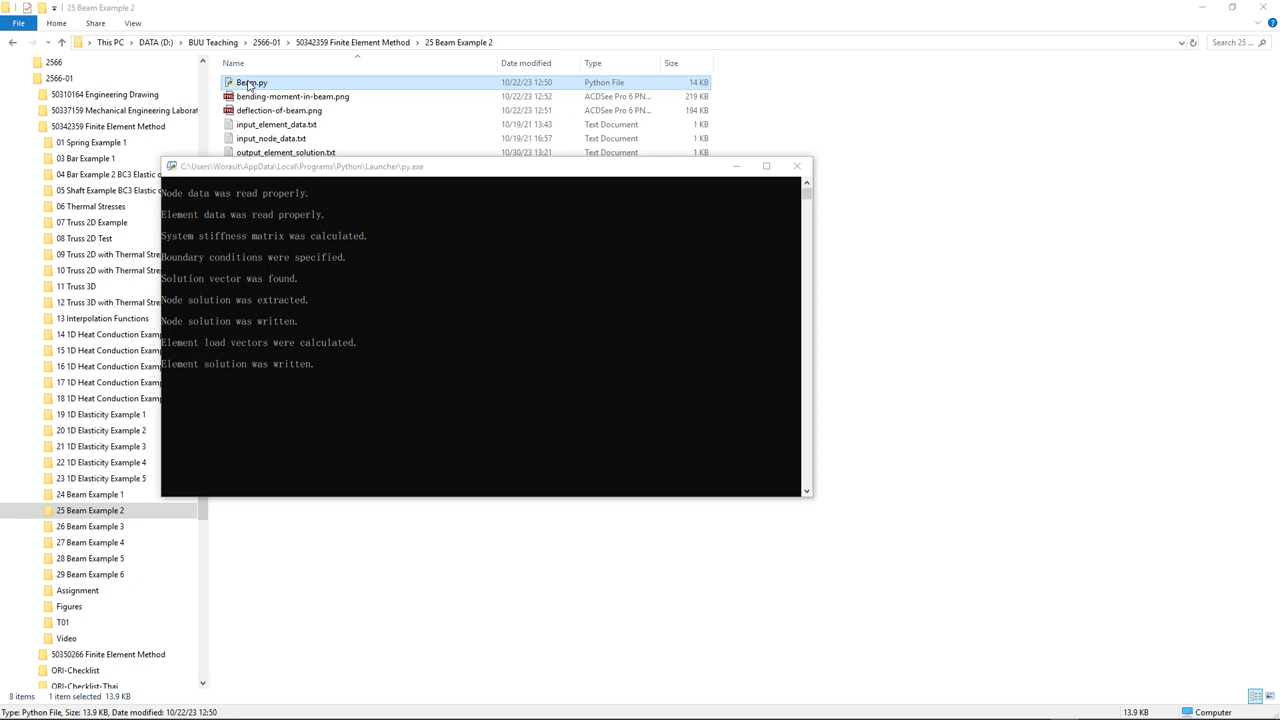 25 Beam Example 2
File Home Share View
This PC DATA (D:) BUU Teaching 2566-01 50342359 Finite Element Method 25 Beam Example 2
Search 25 ...
Name Date modified Type Size
Beam.py 10/22/23 12:50 Python File 14 KB
bending-moment-in-beam.png 10/22/23 12:52 ACDSee Pro 6 PN... 219 KB
deflection-of-beam.png 10/22/23 12:51 ACDSee Pro 6 PN... 194 KB
input_element_data.txt 10/19/21 13:43 Text Document 1 KB
input_node_data.txt 10/19/21 16:57 Text Document 1 KB
output_element_solution.txt 10/30/23 13:21 Text Document 1 KB
2566
2566-01
50310164 Engineering Drawing
50337159 Mechanical Engineering Laborat
50342359 Finite Element Method
01 Spring Example 1
03 Bar Example 1
04 Bar Example 2 BC3 Elastic c
05 Shaft Example BC3 Elastic
06 Thermal Stresses
07 Truss 2D Example
08 Truss 2D Test
09 Truss 2D with Thermal Stre
10 Truss 2D with Thermal Stre
11 Truss 3D
12 Truss 3D with Thermal Stre
13 Interpolation Functions
14 1D Heat Conduction Examp
15 1D Heat Conduction Examp
16 1D Heat Conduction Examp
17 1D Heat Conduction Examp
18 1D Heat Conduction Examp
19 1D Elasticity Example 1
20 1D Elasticity Example 2
21 1D Elasticity Example 3
22 1D Elasticity Example 4
23 1D Elasticity Example 5
24 Beam Example 1
25 Beam Example 2
26 Beam Example 3
27 Beam Example 4
28 Beam Example 5
29 Beam Example 6
Assignment
Figures
T01
Video
50350266 Finite Element Method
ORI-Checklist
ORI-Checklist-Thai
C:\Users\Worasit\AppData\Local\Programs\Python\Launcher\py.exe
Node data was read properly.
Element data was read properly.
System stiffness matrix was calculated.
Boundary conditions were specified.
Solution vector was found.
Node solution was extracted.
Node solution was written.
Element load vectors were calculated.
Element solution was written.
8 items 1 item selected 13.9 KB
Type: Python File, Size: 13.9 KB, Date modified: 10/22/23 12:50 13.9 KB Computer